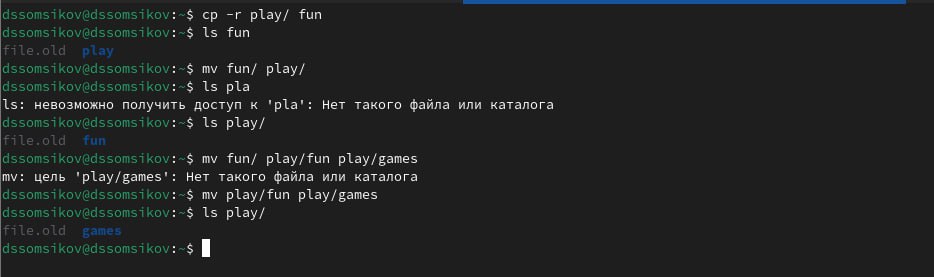 dssomsikov@dssomsikov:~$ cp -r play/ fun
dssomsikov@dssomsikov:~$ ls fun
file.old  play
dssomsikov@dssomsikov:~$ mv fun/ play/
dssomsikov@dssomsikov:~$ ls pla
ls: невозможно получить доступ к 'pla': Нет такого файла или каталога
dssomsikov@dssomsikov:~$ ls play/
file.old  fun
dssomsikov@dssomsikov:~$ mv fun/ play/fun play/games
mv: цель 'play/games': Нет такого файла или каталога
dssomsikov@dssomsikov:~$ mv play/fun play/games
dssomsikov@dssomsikov:~$ ls play/
file.old  games
dssomsikov@dssomsikov:~$